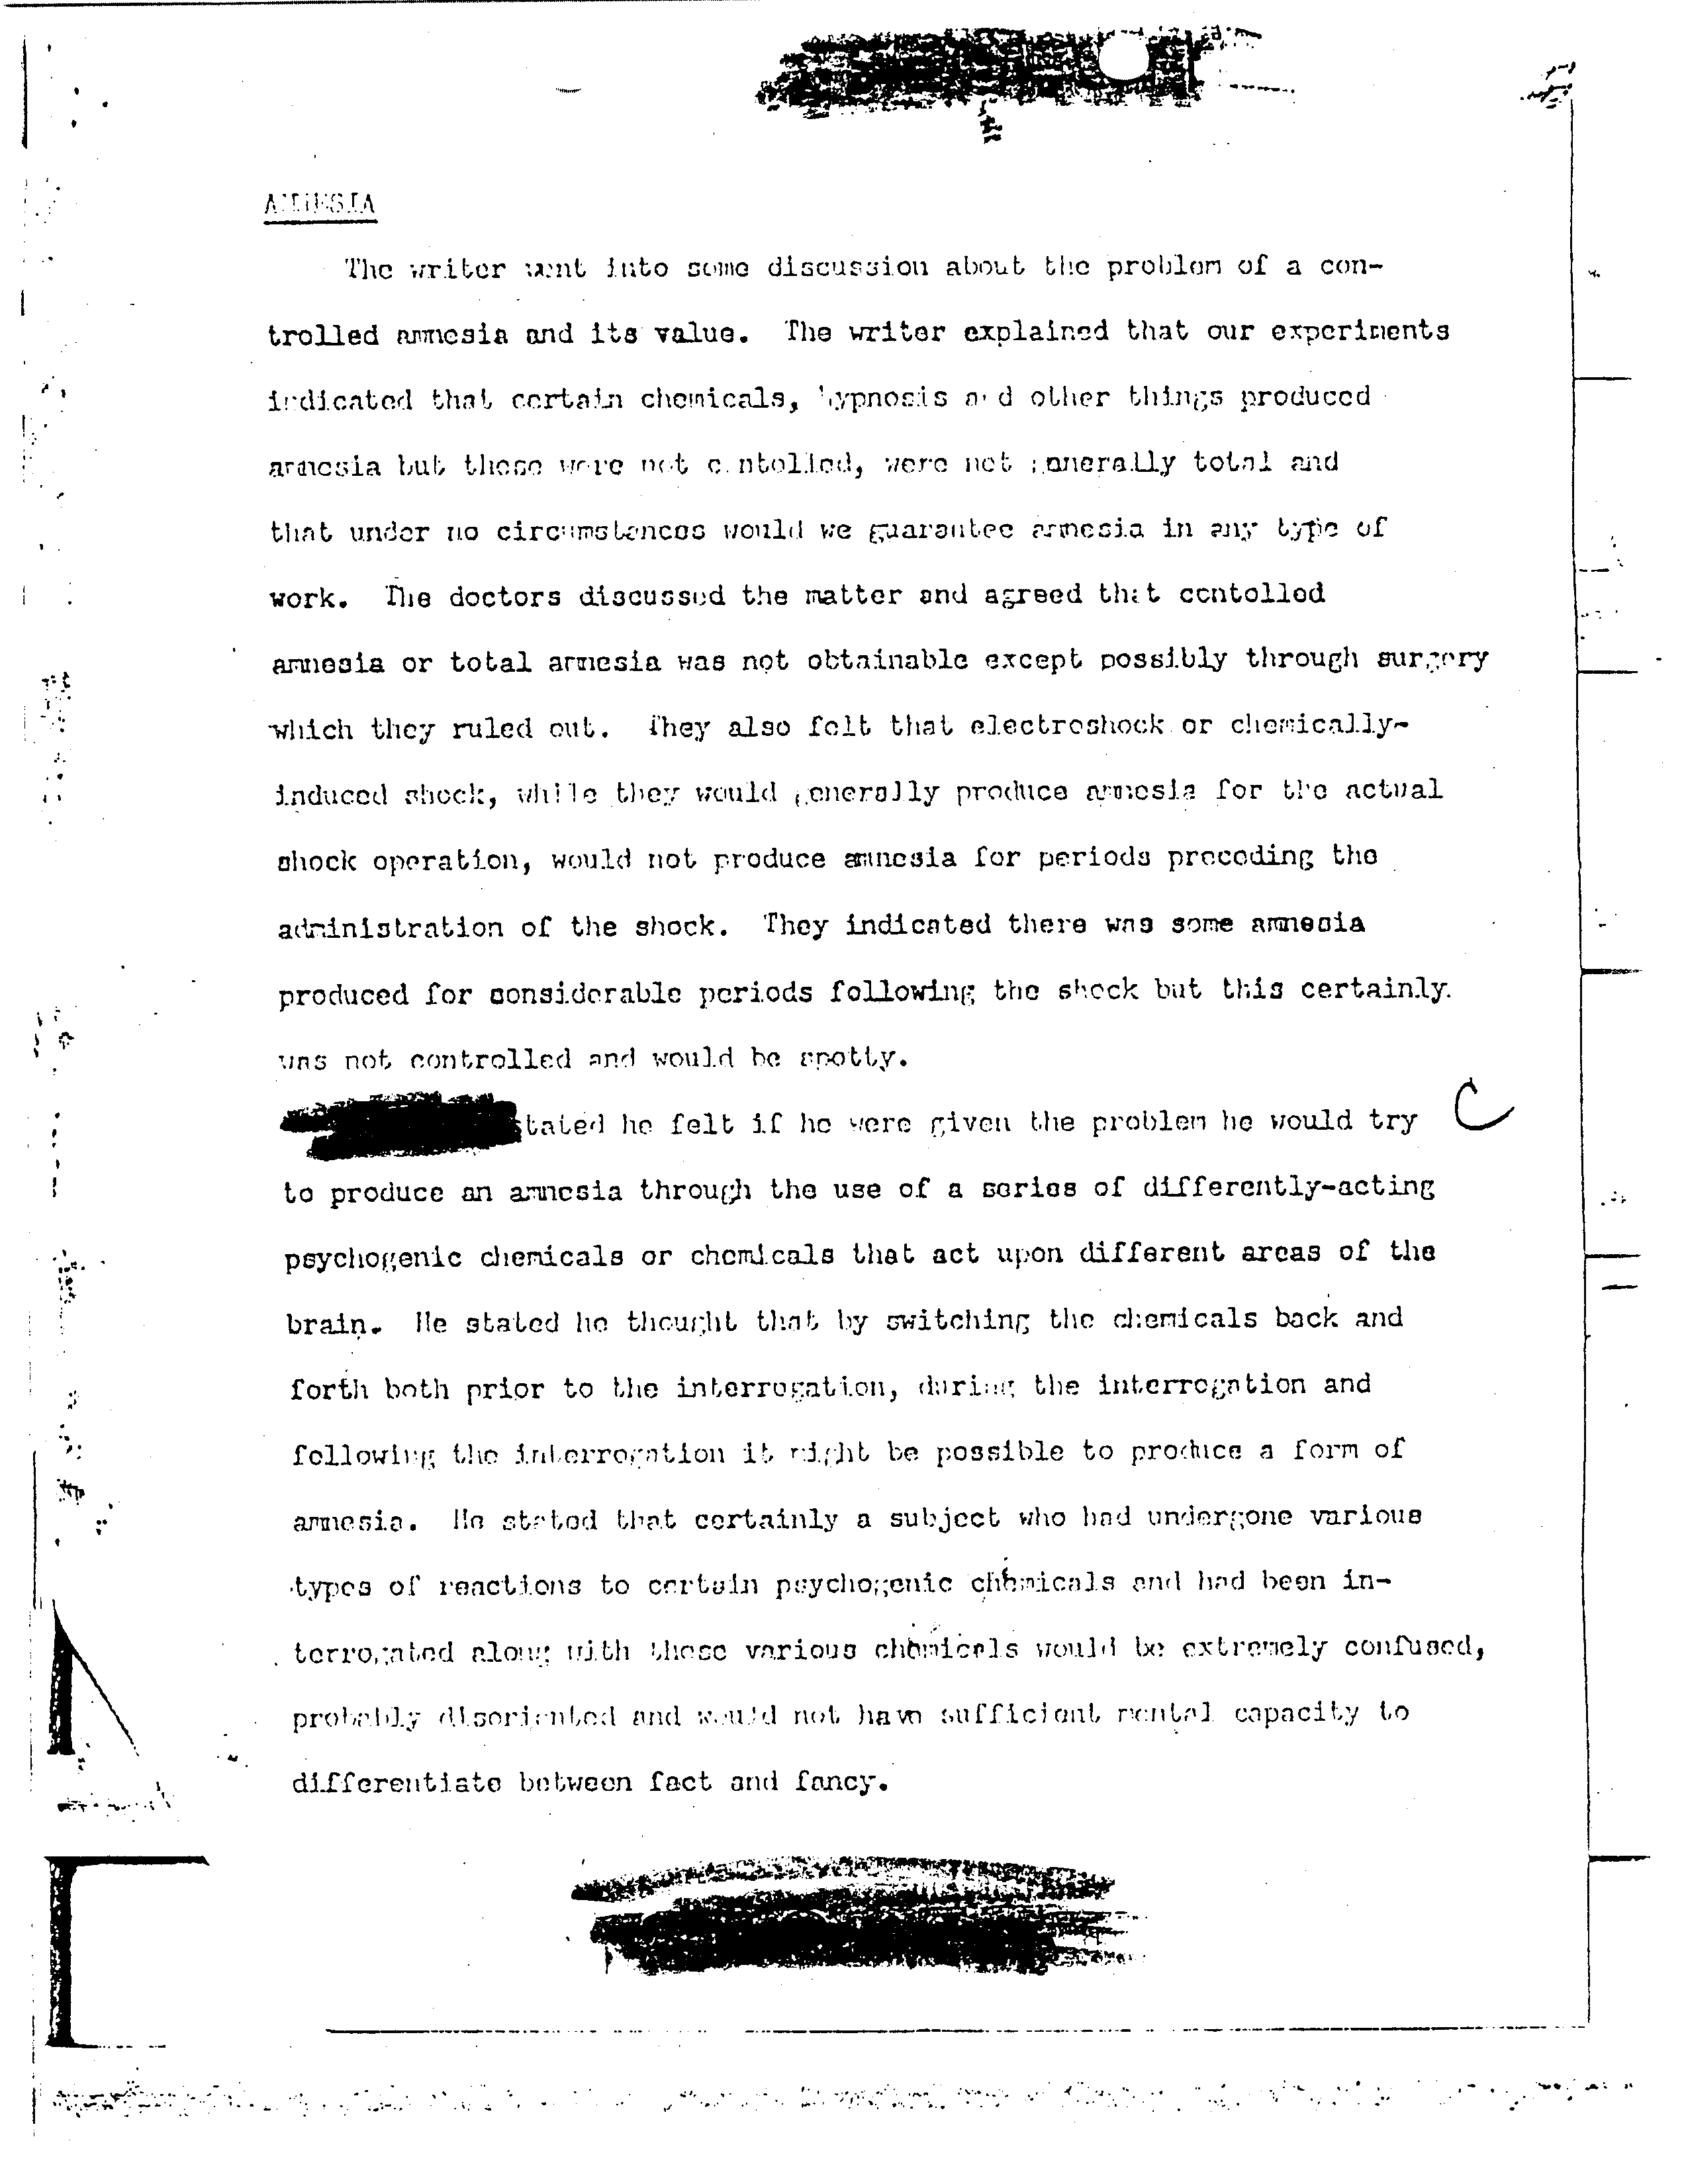 AMNESIA
The writer went into some discussion about the problem of a con-
trolled amnesia and its value. The writer explained that our experiments
indicated that certain chemicals, hypnosis and other things produced
amnesia but these were not contolled, were not generally total and
that under no circumstances would we guarantee amnesia in any type of
work. The doctors discussed the matter and agreed that contolled
amnesia or total amnesia was not obtainable except possibly through surgery
which they ruled out. They also felt that electroshock or chemically-
induced shock, while they would generally produce amnesia for the actual
shock operation, would not produce amnesia for periods preceding the
administration of the shock. They indicated there was some amnesia
produced for considerable periods following the shock but this certainly
was not controlled and would be spotty.
stated he felt if he were given the problem he would try C
to produce an amnesia through the use of a series of differently-acting
psychogenic chemicals or chemicals that act upon different areas of the
brain. He stated he thought that by switching the chemicals back and
forth both prior to the interrogation, during the interrogation and
following the interrogation it might be possible to produce a form of
amnesia. He stated that certainly a subject who had undergone various
types of reactions to certain psychogenic chemicals and had been in-
terrogated along with these various chemicals would be extremely confused,
probably disoriented and would not have sufficient mental capacity to
differentiate between fact and fancy.